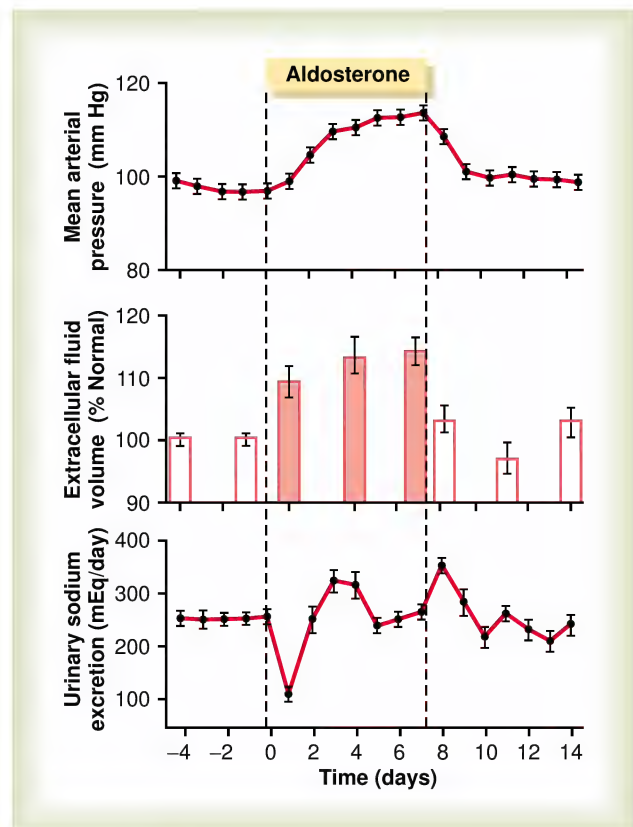 Aldosterone
Mean arterial
pressure (mm Hg)
120
100
80
Extracellular fluid
volume (% Normal)
120
110
100
90
Urinary sodium
excretion (mEq/day)
400
300
200
100
–4 –2 0 2 4 6 8 10 12 14
Time (days)